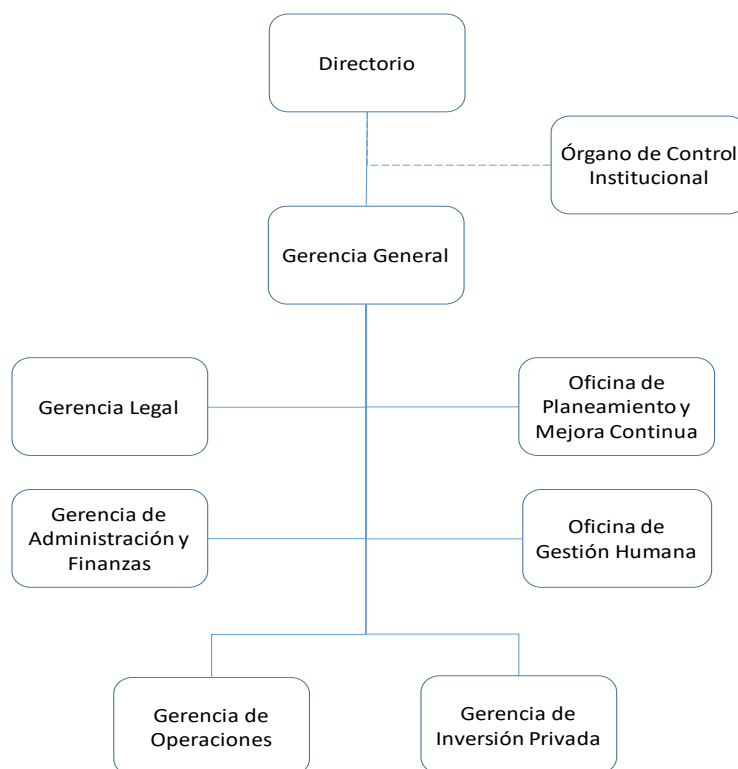 Directorio
Órgano de Control
Institucional
Gerencia General
Gerencia Legal
Oficina de
Planeamiento y
Mejora Continua
Gerencia de
Administración y
Finanzas
Oficina de
Gestión Humana
Gerencia de
Operaciones
Gerencia de
Inversión Privada